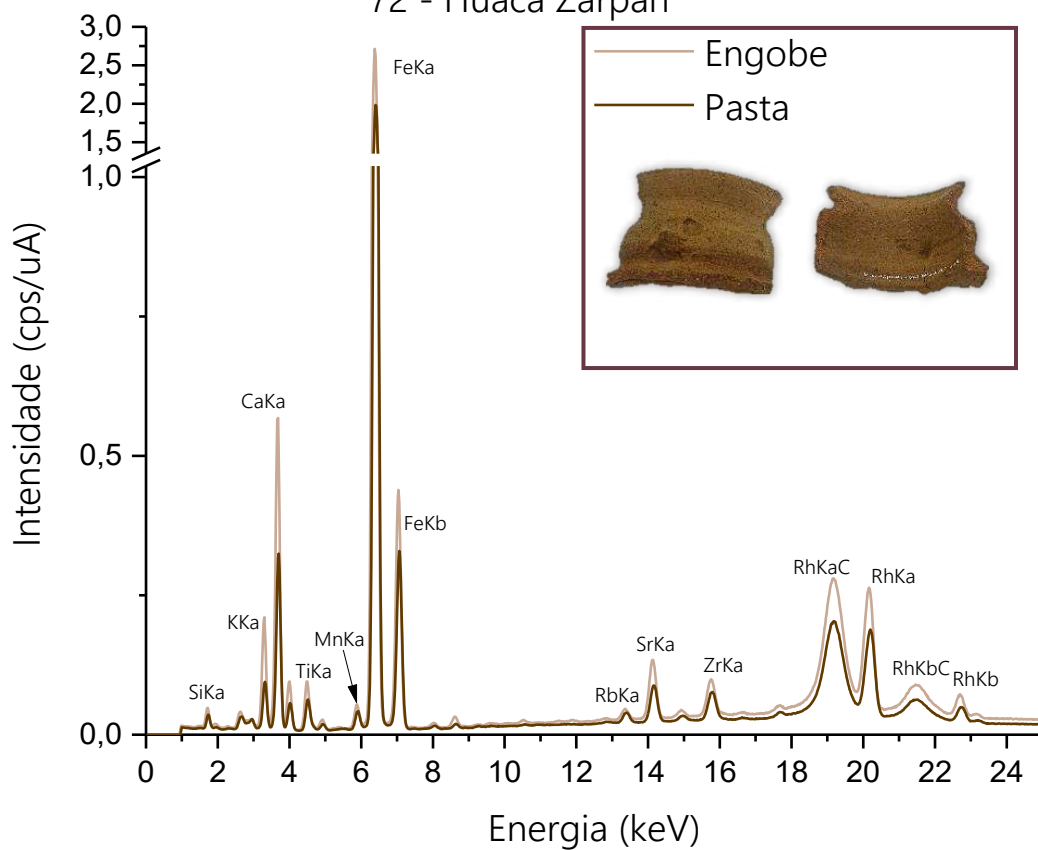 72 - Huaca Zarpan
Engobe
Pasta
Intensidade (cps/uA)
3,0
2,5
2,0
1,5
1,0
0,5
0,0
SiKa
KKa
CaKa
TiKa
MnKa
FeKa
FeKb
RbKa
SrKa
ZrKa
RhKaC
RhKa
RhKbC
RhKb
0 2 4 6 8 10 12 14 16 18 20 22 24
Energia (keV)